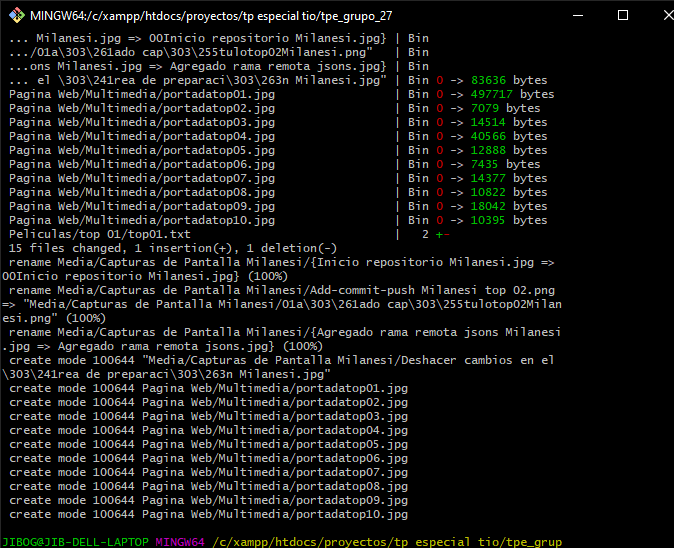 MINGW64:/c/xampp/htdocs/proyectos/tp especial tio/tpe_grupo_27
... Milanesi.jpg => 00Inicio repositorio Milanesi.jpg} | Bin
.../01a\303\261ado cap\303\255tulotop02Milanesi.png" | Bin
...ons Milanesi.jpg => Agregado rama remota jsons.jpg} | Bin
... el \303\241rea de preparaci\303\263n Milanesi.jpg" | Bin 0 -> 83636 bytes
Pagina Web/Multimedia/portadatop01.jpg | Bin 0 -> 497717 bytes
Pagina Web/Multimedia/portadatop02.jpg | Bin 0 -> 7079 bytes
Pagina Web/Multimedia/portadatop03.jpg | Bin 0 -> 14514 bytes
Pagina Web/Multimedia/portadatop04.jpg | Bin 0 -> 40566 bytes
Pagina Web/Multimedia/portadatop05.jpg | Bin 0 -> 12888 bytes
Pagina Web/Multimedia/portadatop06.jpg | Bin 0 -> 7435 bytes
Pagina Web/Multimedia/portadatop07.jpg | Bin 0 -> 14377 bytes
Pagina Web/Multimedia/portadatop08.jpg | Bin 0 -> 10822 bytes
Pagina Web/Multimedia/portadatop09.jpg | Bin 0 -> 18042 bytes
Pagina Web/Multimedia/portadatop10.jpg | Bin 0 -> 10395 bytes
Peliculas/top 01/top01.txt | 2 +-
15 files changed, 1 insertion(+), 1 deletion(-)
rename Media/Capturas de Pantalla Milanesi/{Inicio repositorio Milanesi.jpg =>
00Inicio repositorio Milanesi.jpg} (100%)
rename Media/Capturas de Pantalla Milanesi/Add-commit-push Milanesi top 02.png
=> "Media/Capturas de Pantalla Milanesi/01a\303\261ado cap\303\255tulotop02Milan
esi.png" (100%)
rename Media/Capturas de Pantalla Milanesi/{Agregado rama remota jsons Milanesi
.jpg => Agregado rama remota jsons.jpg} (100%)
create mode 100644 "Media/Capturas de Pantalla Milanesi/Deshacer cambios en el
\303\241rea de preparaci\303\263n Milanesi.jpg"
create mode 100644 Pagina Web/Multimedia/portadatop01.jpg
create mode 100644 Pagina Web/Multimedia/portadatop02.jpg
create mode 100644 Pagina Web/Multimedia/portadatop03.jpg
create mode 100644 Pagina Web/Multimedia/portadatop04.jpg
create mode 100644 Pagina Web/Multimedia/portadatop05.jpg
create mode 100644 Pagina Web/Multimedia/portadatop06.jpg
create mode 100644 Pagina Web/Multimedia/portadatop07.jpg
create mode 100644 Pagina Web/Multimedia/portadatop08.jpg
create mode 100644 Pagina Web/Multimedia/portadatop09.jpg
create mode 100644 Pagina Web/Multimedia/portadatop10.jpg
JIBOG@JIB-DELL-LAPTOP MINGW64 /c/xampp/htdocs/proyectos/tp especial tio/tpe_grup